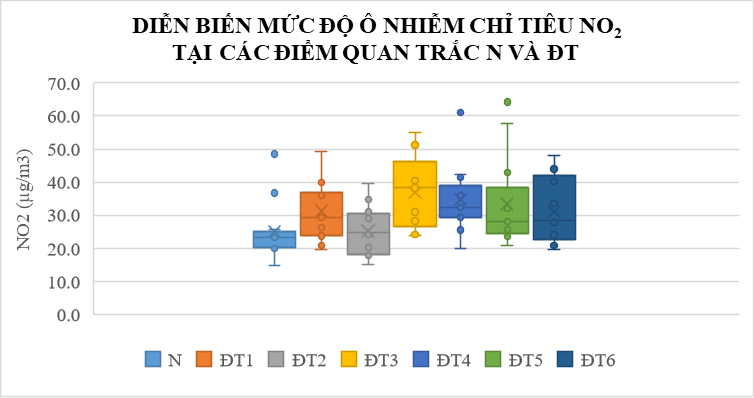 DIỄN BIẾN MỨC ĐỘ Ô NHIỄM CHỈ TIÊU NO₂
TẠI CÁC ĐIỂM QUAN TRẮC N VÀ ĐT
70.0
60.0
50.0
40.0
30.0
20.0
10.0
0.0
NO2 (µg/m3)
N ĐT1 ĐT2 ĐT3 ĐT4 ĐT5 ĐT6